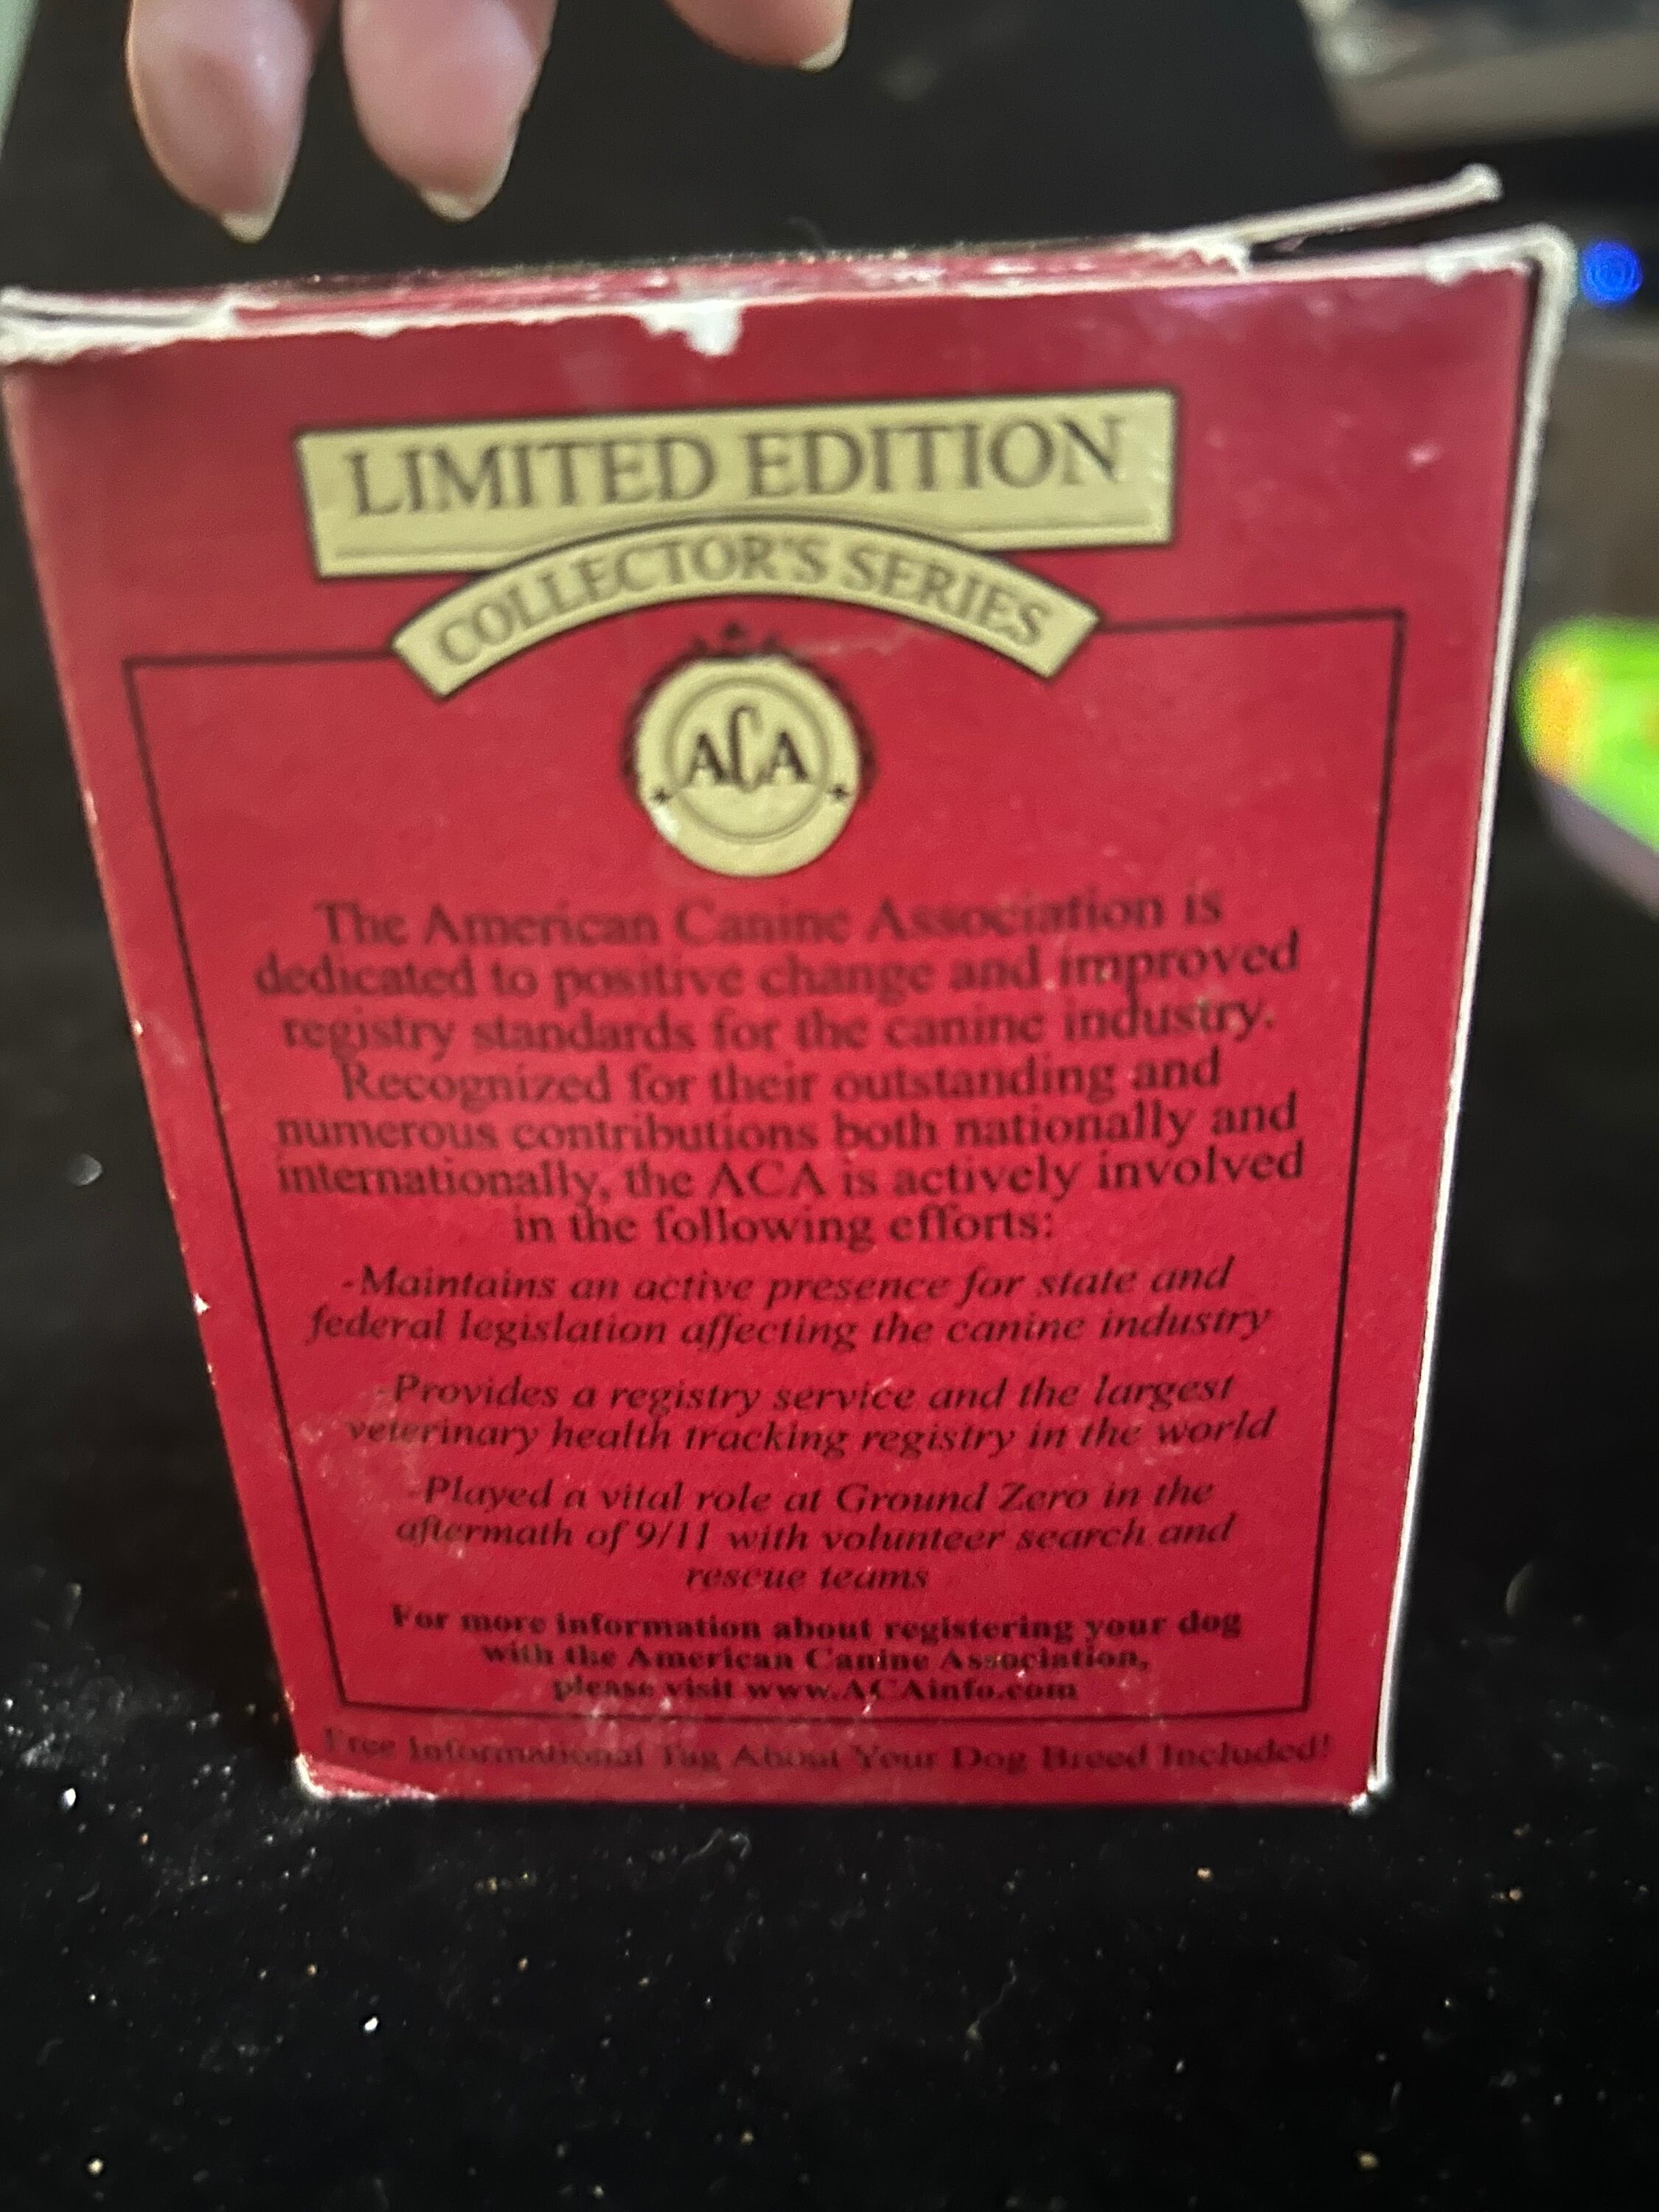 LIMITED EDITION
COLLECTOR'S SERIES
ACA
The American Canine Association is
dedicated to positive change and improved
registry standards for the canine industry.
Recognized for their outstanding and
numerous contributions both nationally and
internationally, the ACA is actively involved
in the following efforts:
-Maintains an active presence for state and
federal legislation affecting the canine industry
-Provides a registry service and the largest
veterinary health tracking registry in the world
-Played a vital role at Ground Zero in the
aftermath of 9/11 with volunteer search and
rescue teams
For more information about registering your dog
with the American Canine Association,
please visit www.ACAinfo.com
Free Informational Tag About Your Dog Breed Included!